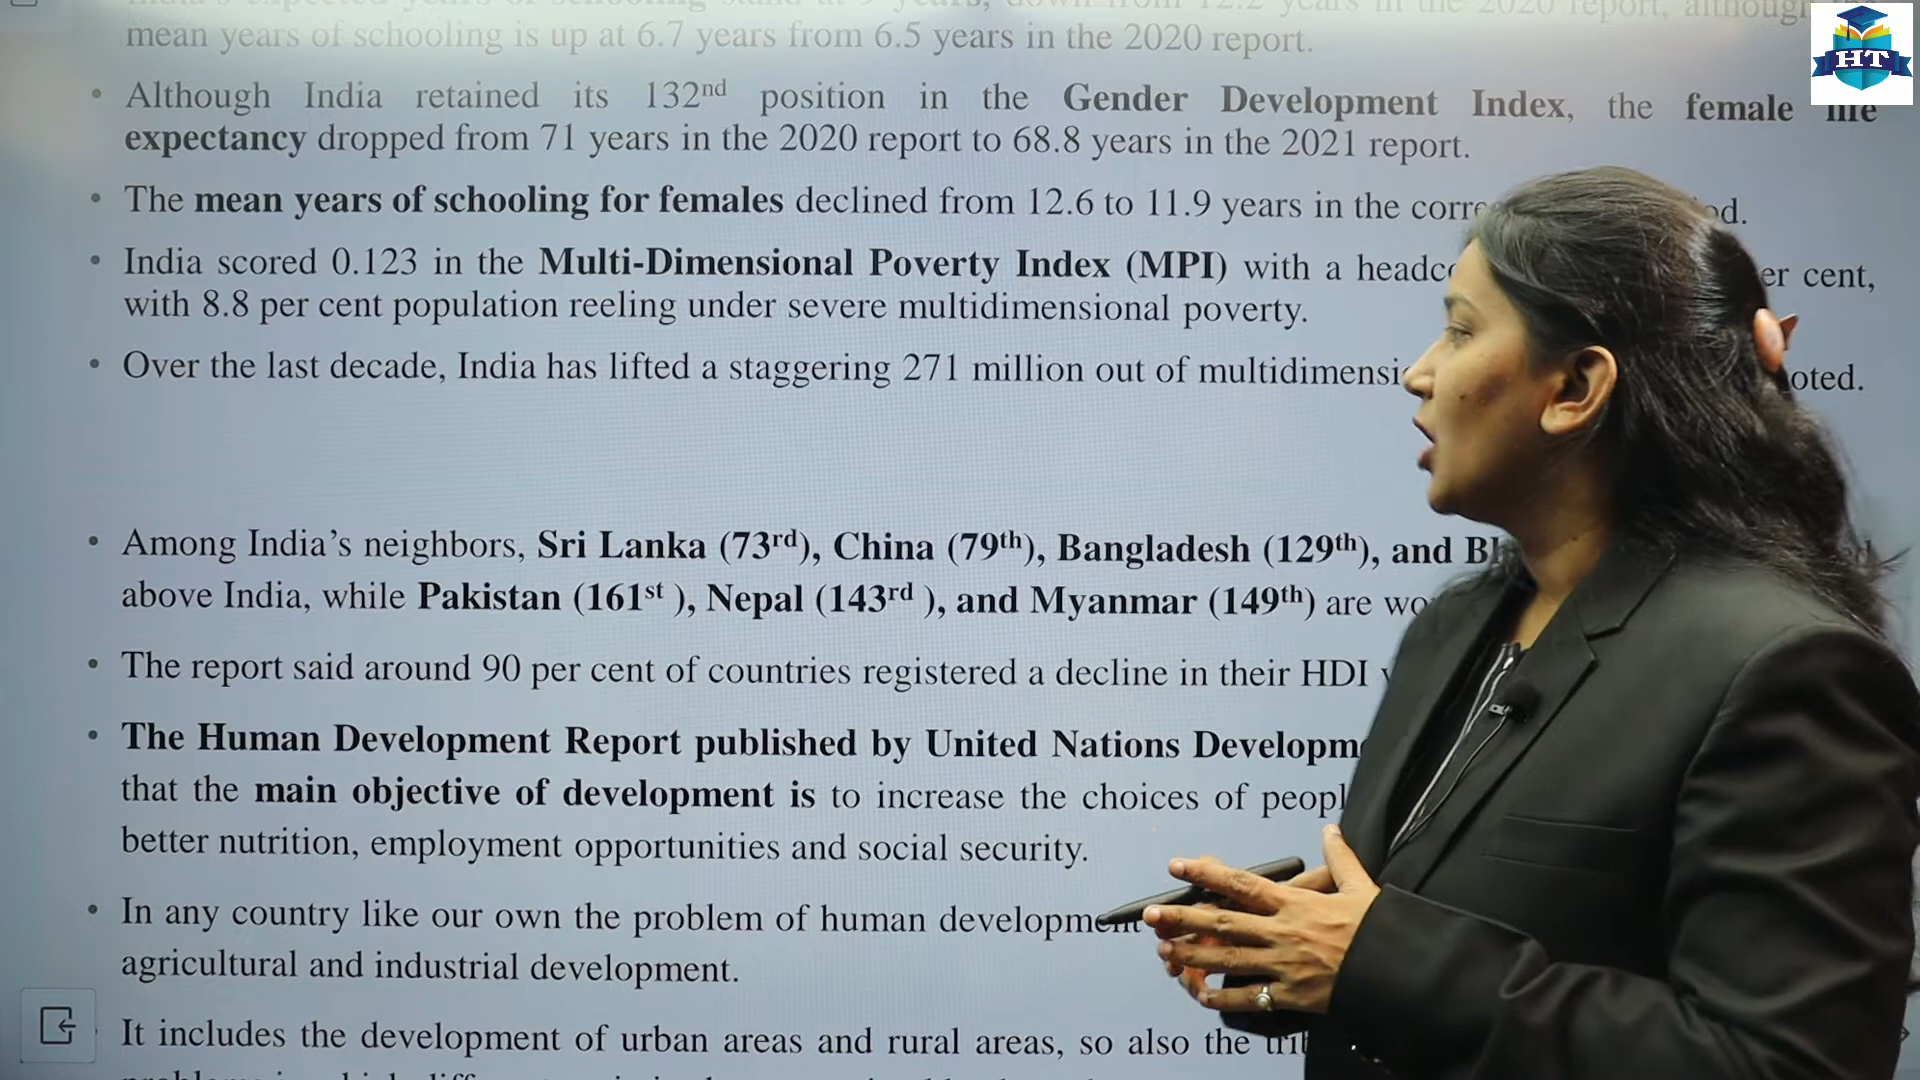 mean years of schooling is up at 6.7 years from 6.5 years in the 2020 report.
HT
• Although India retained its 132nd position in the Gender Development Index, the female life
expectancy dropped from 71 years in the 2020 report to 68.8 years in the 2021 report.
• The mean years of schooling for females declined from 12.6 to 11.9 years in the
• India scored 0.123 in the Multi-Dimensional Poverty Index (MPI) with a cent,
with 8.8 per cent population reeling under severe multidimensional poverty.
• Over the last decade, India has lifted a staggering 271 million out of
• Among India's neighbors, Sri Lanka (73rd), China (79th), Bangladesh (129th), and
above India, while Pakistan (161st ), Nepal (143rd ), and Myanmar (149th) are
• The report said around 90 per cent of countries registered a decline in their HDI
• The Human Development Report published by United Nations
that the main objective of development is to increase the choices of
better nutrition, employment opportunities and social security.
• In any country like our own the problem of human development
agricultural and industrial development.
It includes the development of urban areas and rural areas, so also the